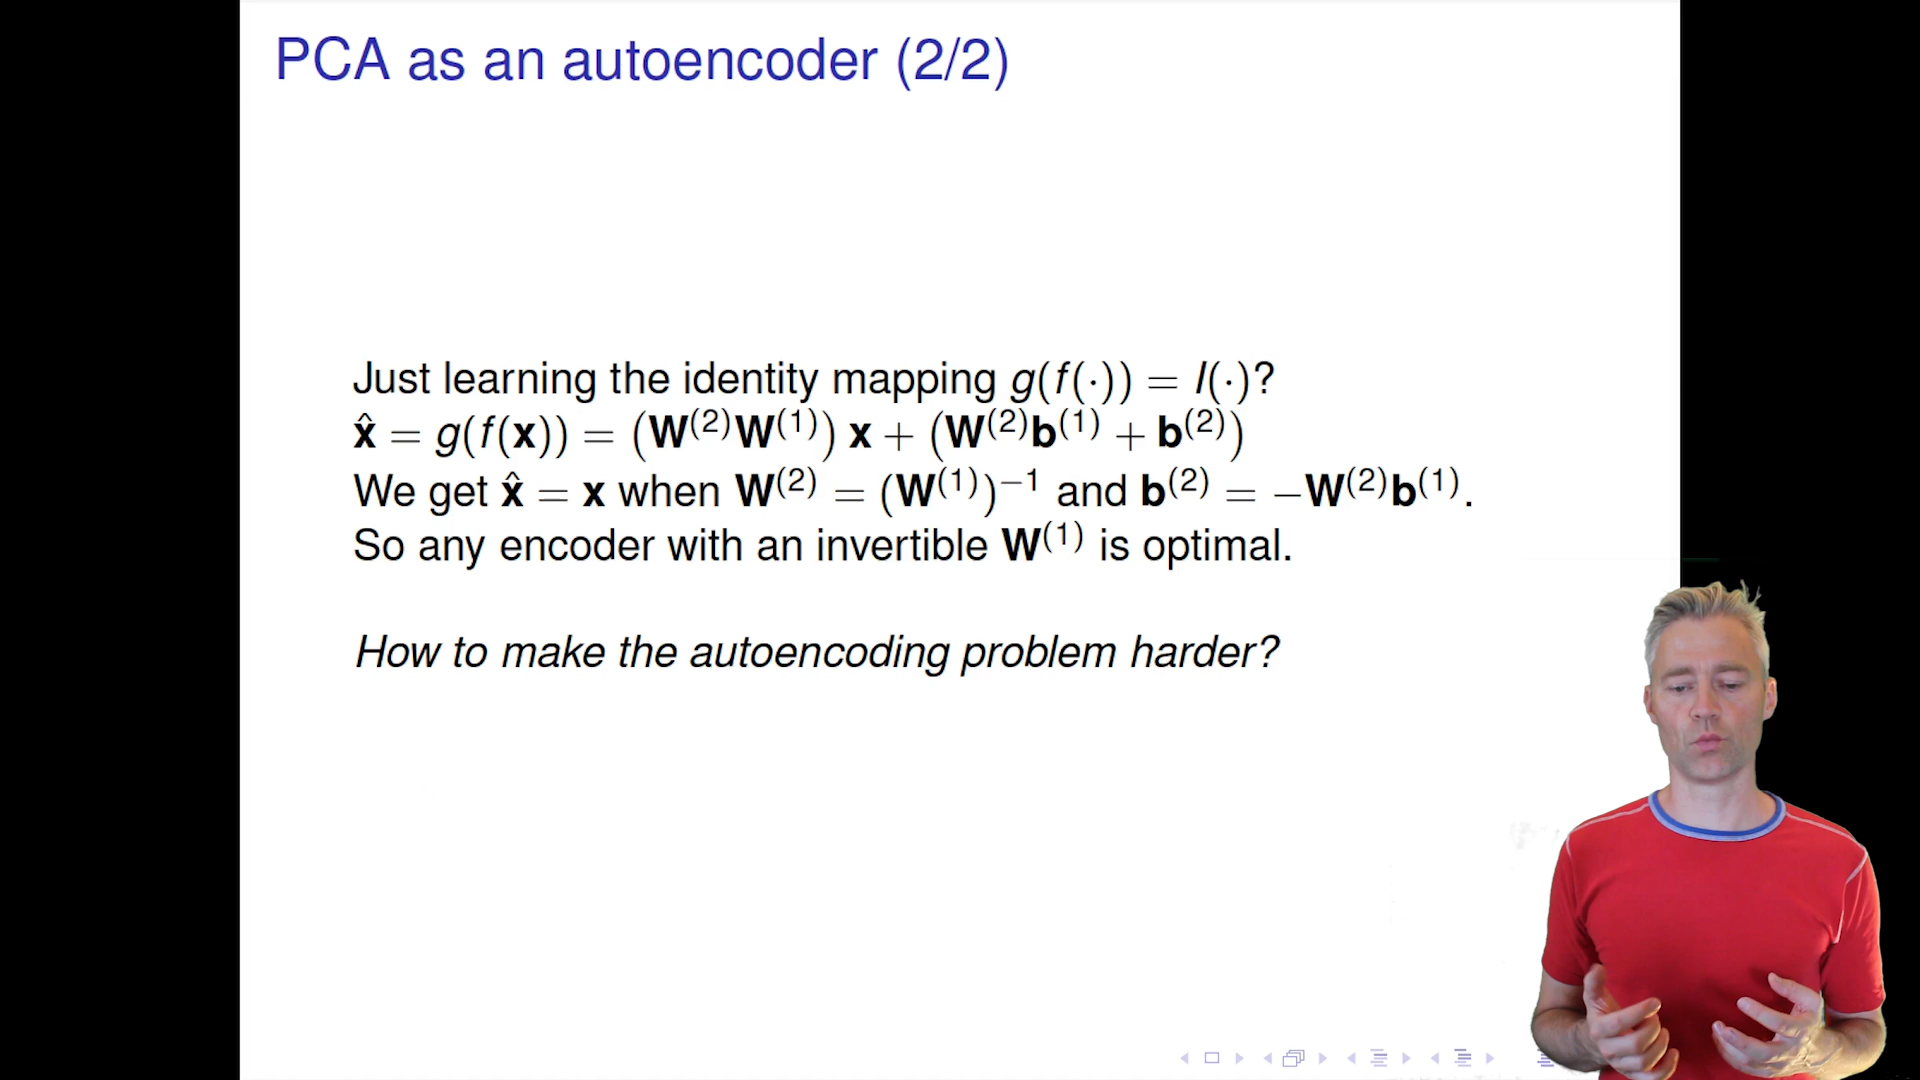 PCA as an autoencoder (2/2)
Just learning the identity mapping g(f(·)) = I(·)?
x̂ = g(f(x)) = (W⁽²⁾W⁽¹⁾) x + (W⁽²⁾b⁽¹⁾ + b⁽²⁾)
We get x̂ = x when W⁽²⁾ = (W⁽¹⁾)⁻¹ and b⁽²⁾ = −W⁽²⁾b⁽¹⁾.
So any encoder with an invertible W⁽¹⁾ is optimal.
How to make the autoencoding problem harder?